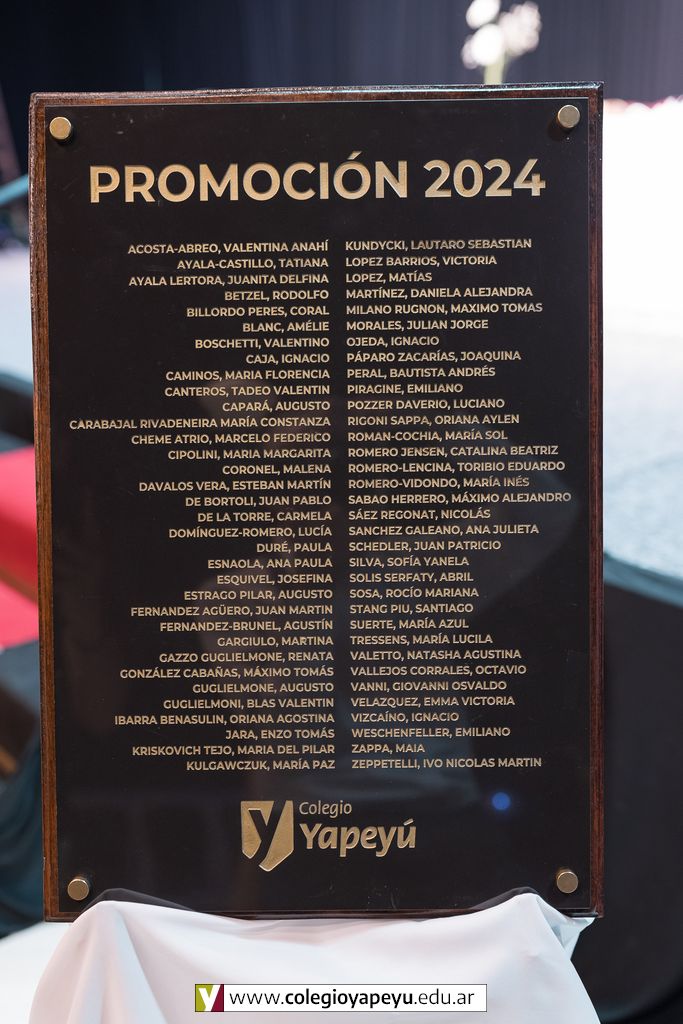 PROMOCIÓN 2024
ACOSTA-ABREO, VALENTINA ANAHÍ
AYALA-CASTILLO, TATIANA
AYALA LERTORA, JUANITA DELFINA
BETZEL, RODOLFO
BILLORDO PERES, CORAL
BLANC, AMÉLIE
BOSCHETTI, VALENTINO
CAJA, IGNACIO
CAMINOS, MARIA FLORENCIA
CANTEROS, TADEO VALENTIN
CAPARÁ, AUGUSTO
CARABAJAL RIVADENEIRA MARÍA CONSTANZA
CHEME ATRIO, MARCELO FEDERICO
CIPOLINI, MARIA MARGARITA
CORONEL, MALENA
DAVALOS VERA, ESTEBAN MARTÍN
DE BORTOLI, JUAN PABLO
DE LA TORRE, CARMELA
DOMÍNGUEZ-ROMERO, LUCÍA
DURÉ, PAULA
ESNAOLA, ANA PAULA
ESQUIVEL, JOSEFINA
ESTRAGO PILAR, AUGUSTO
FERNANDEZ AGÜERO, JUAN MARTIN
FERNANDEZ-BRUNEL, AGUSTÍN
GARGIULO, MARTINA
GAZZO GUGLIELMONE, RENATA
GONZÁLEZ CABAÑAS, MÁXIMO TOMÁS
GUGLIELMONE, AUGUSTO
GUGLIELMONI, BLAS VALENTIN
IBARRA BENASULIN, ORIANA AGOSTINA
JARA, ENZO TOMÁS
KRISKOVICH TEJO, MARIA DEL PILAR
KULGAWCZUK, MARÍA PAZ
KUNDYCKI, LAUTARO SEBASTIAN
LOPEZ BARRIOS, VICTORIA
LOPEZ, MATÍAS
MARTÍNEZ, DANIELA ALEJANDRA
MILANO RUGNON, MAXIMO TOMAS
MORALES, JULIAN JORGE
OJEDA, IGNACIO
PÁPARO ZACARÍAS, JOAQUINA
PERAL, BAUTISTA ANDRÉS
PIRAGINE, EMILIANO
POZZER DAVERIO, LUCIANO
RIGONI SAPPA, ORIANA AYLEN
ROMAN-COCHIA, MARÍA SOL
ROMERO JENSEN, CATALINA BEATRIZ
ROMERO-LENCINA, TORIBIO EDUARDO
ROMERO-VIDONDO, MARÍA INÉS
SABAO HERRERO, MÁXIMO ALEJANDRO
SÁEZ REGONAT, NICOLÁS
SANCHEZ GALEANO, ANA JULIETA
SCHEDLER, JUAN PATRICIO
SILVA, SOFÍA YANELA
SOLIS SERFATY, ABRIL
SOSA, ROCÍO MARIANA
STANG PIU, SANTIAGO
SUERTE, MARÍA AZUL
TRESSENS, MARÍA LUCILA
VALETTO, NATASHA AGUSTINA
VALLEJOS CORRALES, OCTAVIO
VANNI, GIOVANNI OSVALDO
VELAZQUEZ, EMMA VICTORIA
VIZCAÍNO, IGNACIO
WESCHENFELLER, EMILIANO
ZAPPA, MAIA
ZEPPETELLI, IVO NICOLAS MARTIN
Colegio
Yapeyú
www.colegioyapeyu.edu.ar